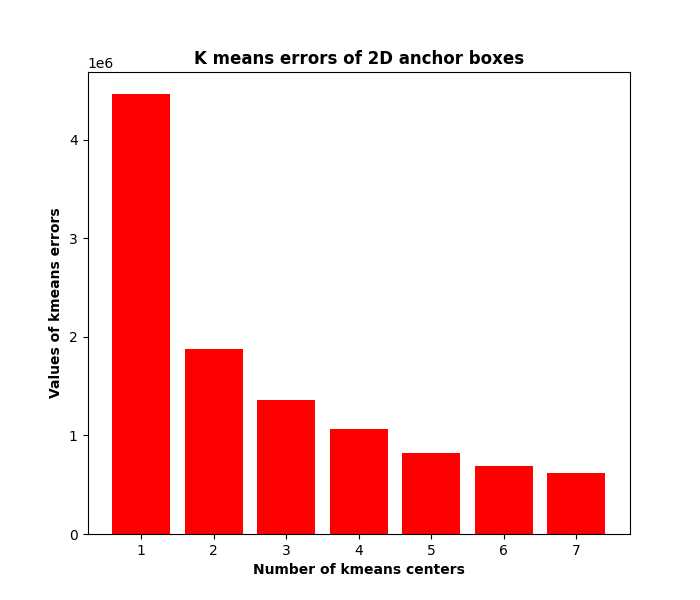 K means errors of 2D anchor boxes
1e6
4
3
2
1
0
Values of kmeans errors
1 2 3 4 5 6 7
Number of kmeans centers